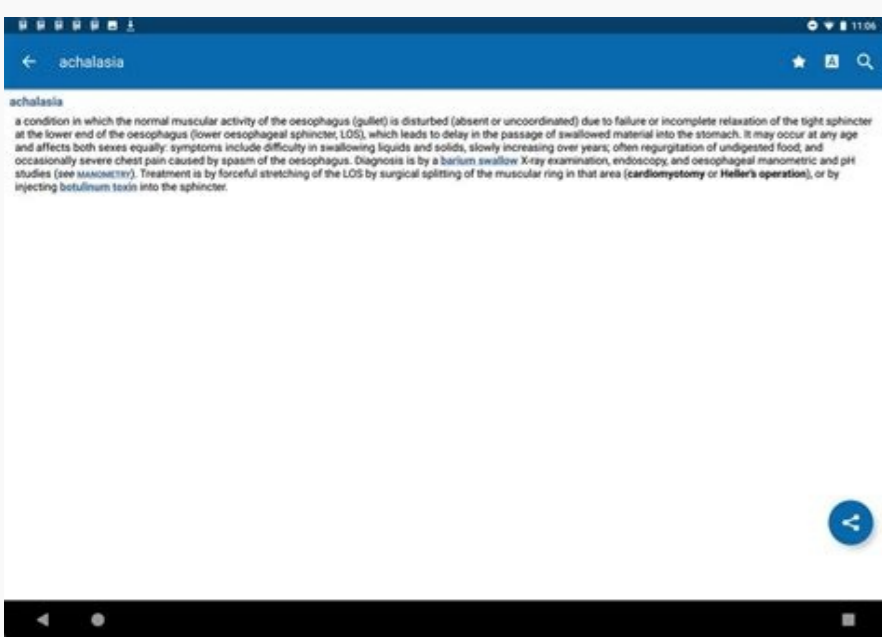 11:06
achalasia
achalasia
a condition in which the normal muscular activity of the oesophagus (gullet) is disturbed (absent or uncoordinated) due to failure or incomplete relaxation of the tight sphincter
at the lower end of the oesophagus (lower oesophageal sphincter, LOS), which leads to delay in the passage of swallowed material into the stomach. It may occur at any age
and affects both sexes equally: symptoms include difficulty in swallowing liquids and solids, slowly increasing over years; often regurgitation of undigested food; and
occasionally severe chest pain caused by spasm of the oesophagus. Diagnosis is by a barium swallow X-ray examination, endoscopy, and oesophageal manometric and pH
studies (see MANOMETRY). Treatment is by forceful stretching of the LOS by surgical splitting of the muscular ring in that area (cardiomyotomy or Heller's operation), or by
injecting botulinum toxin into the sphincter.